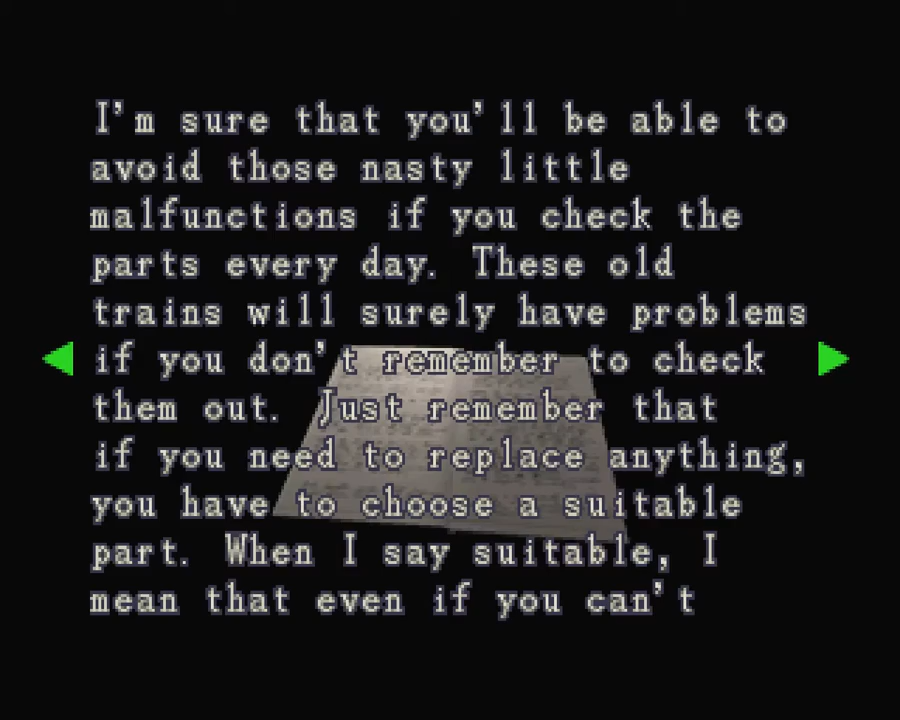 I'm sure that you'll be able to
avoid those nasty little
malfunctions if you check the
parts every day. These old
trains will surely have problems
if you don't remember to check
them out. Just remember that
if you need to replace anything,
you have to choose a suitable
part. When I say suitable, I
mean that even if you can't